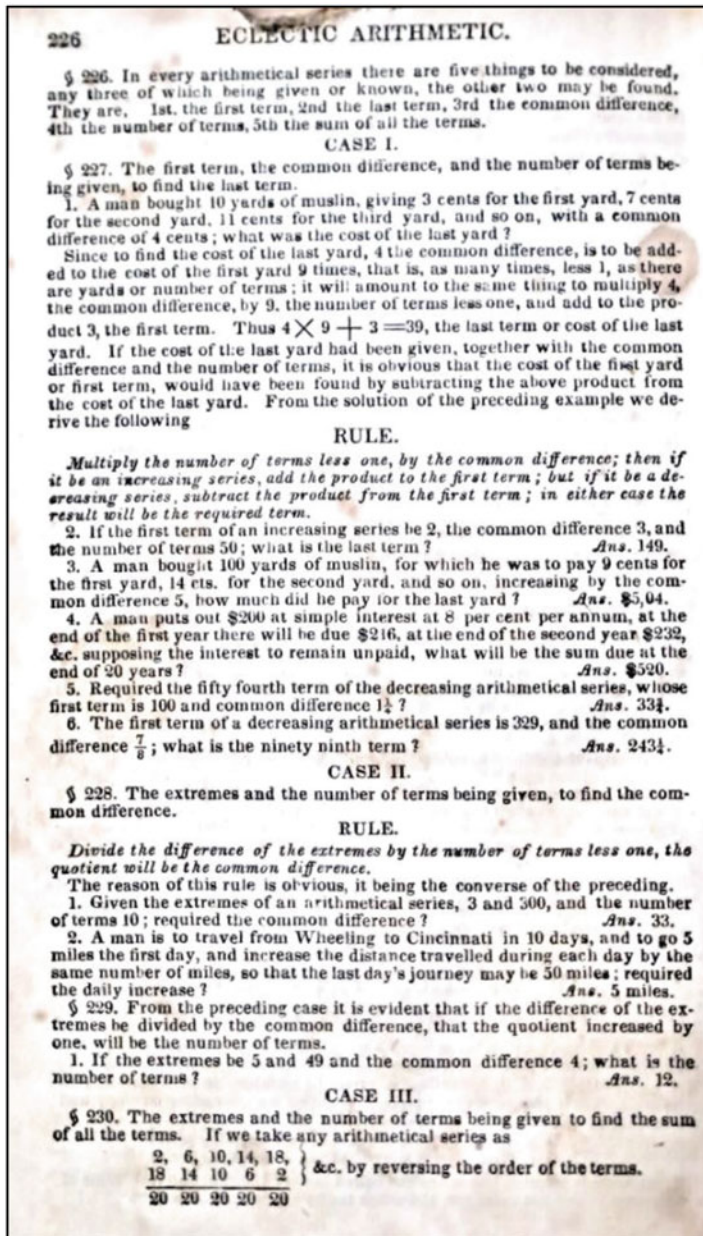 226 ECLECTIC ARITHMETIC.
§ 226. In every arithmetical series there are five things to be considered,
any three of which being given or known, the other two may be found.
They are, 1st. the first term, 2nd the last term, 3rd the common difference,
4th the number of terms, 5th the sum of all the terms.
CASE I.
§ 227. The first term, the common difference, and the number of terms be-
ing given, to find the last term.
1. A man bought 10 yards of muslin, giving 3 cents for the first yard, 7 cents
for the second yard, 11 cents for the third yard, and so on, with a common
difference of 4 cents; what was the cost of the last yard?
Since to find the cost of the last yard, 4 the common difference, is to be add-
ed to the cost of the first yard 9 times, that is, as many times, less 1, as there
are yards or number of terms; it will amount to the same thing to multiply 4,
the common difference, by 9, the number of terms less one, and add to the pro-
duct 3, the first term. Thus 4 × 9 + 3 = 39, the last term or cost of the last
yard. If the cost of the last yard had been given, together with the common
difference and the number of terms, it is obvious that the cost of the first yard
or first term, would have been found by subtracting the above product from
the cost of the last yard. From the solution of the preceding example we de-
rive the following
RULE.
Multiply the number of terms less one, by the common difference; then if
it be an increasing series, add the product to the first term; but if it be a de-
creasing series, subtract the product from the first term; in either case the
result will be the required term.
2. If the first term of an increasing series be 2, the common difference 3, and
the number of terms 50; what is the last term? Ans. 149.
3. A man bought 100 yards of muslin, for which he was to pay 9 cents for
the first yard, 14 cts. for the second yard, and so on, increasing by the com-
mon difference 5, how much did he pay for the last yard? Ans. $5,04.
4. A man puts out $200 at simple interest at 8 per cent per annum, at the
end of the first year there will be due $216, at the end of the second year $232,
&c. supposing the interest to remain unpaid, what will be the sum due at the
end of 20 years? Ans. $520.
5. Required the fifty fourth term of the decreasing arithmetical series, whose
first term is 100 and common difference 1¼? Ans. 33¾.
6. The first term of a decreasing arithmetical series is 329, and the common
difference ⅞; what is the ninety ninth term? Ans. 243¼.
CASE II.
§ 228. The extremes and the number of terms being given, to find the com-
mon difference.
RULE.
Divide the difference of the extremes by the number of terms less one, the
quotient will be the common difference.
The reason of this rule is obvious, it being the converse of the preceding.
1. Given the extremes of an arithmetical series, 3 and 300, and the number
of terms 10; required the common difference? Ans. 33.
2. A man is to travel from Wheeling to Cincinnati in 10 days, and to go 5
miles the first day, and increase the distance travelled during each day by the
same number of miles, so that the last day's journey may be 50 miles; required
the daily increase? Ans. 5 miles.
§ 229. From the preceding case it is evident that if the difference of the ex-
tremes be divided by the common difference, that the quotient increased by
one, will be the number of terms.
1. If the extremes be 5 and 49 and the common difference 4; what is the
number of terms? Ans. 12.
CASE III.
§ 230. The extremes and the number of terms being given to find the sum
of all the terms. If we take any arithmetical series as
2, 6, 10, 14, 18,
18 14 10 6 2 } &c. by reversing the order of the terms.
20 20 20 20 20